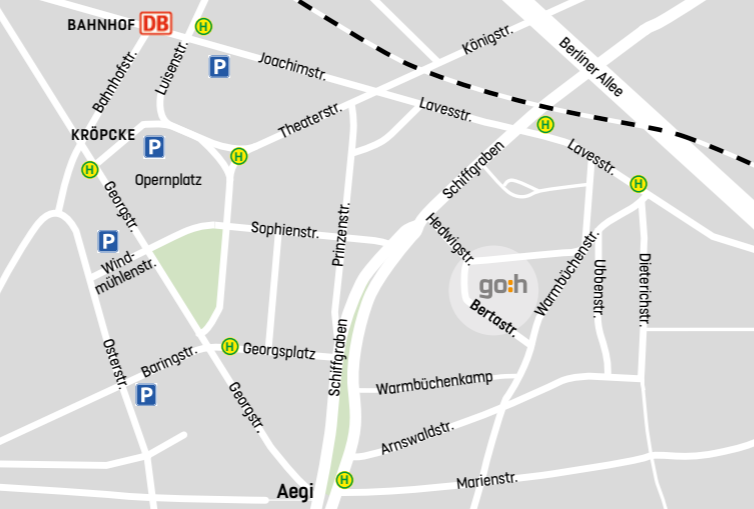 BAHNHOF DB
H
P
Bahnhofstr.
Luisenstr.
Joachimstr.
Königstr.
Berliner Allee
Theaterstr.
Lavesstr.
H
Lavesstr.
KRÖPCKE
P
H
H
Opernplatz
Schiffgraben
H
Georgstr.
Sophienstr.
Prinzenstr.
Hedwigstr.
P
Wind-
mühlenstr.
go:h
Bertastr.
Warmbüchenstr.
Ubbenstr.
Dieterichstr.
Osterstr.
Baringstr.
H
Georgsplatz
Schiffgraben
P
Georgstr.
Warmbüchenkamp
Arnswaldstr.
Aegi
H
Marienstr.